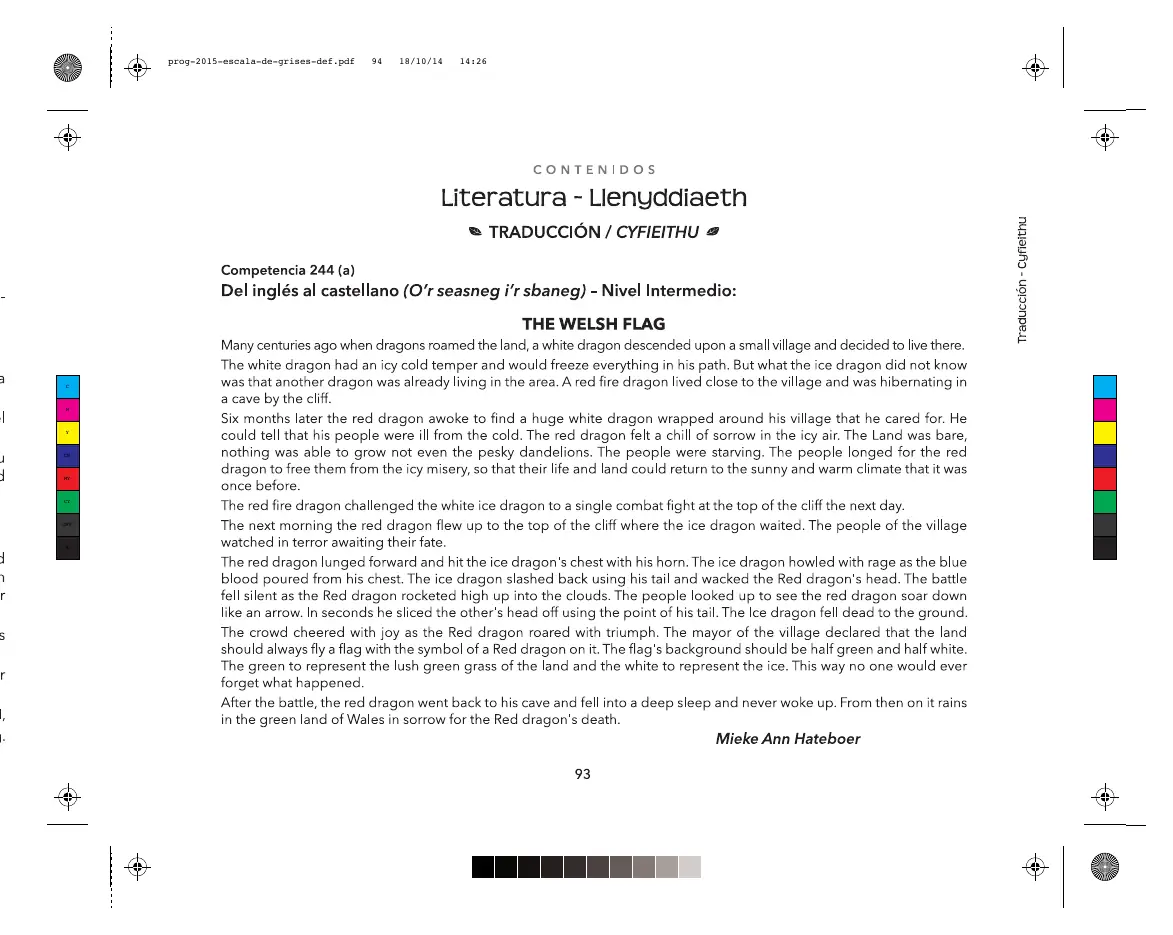 prog-2015-escala-de-grises-def.pdf 94 18/10/14 14:26
CONTENIDOS
Literatura - Llenyddiaeth
TRADUCCIÓN / CYFIEITHU
Traducción - Cyfieithu
Competencia 244 (a)
Del inglés al castellano (O’r seasneg i’r sbaneg) – Nivel Intermedio:
THE WELSH FLAG
Many centuries ago when dragons roamed the land, a white dragon descended upon a small village and decided to live there.
The white dragon had an icy cold temper and would freeze everything in his path. But what the ice dragon did not know
was that another dragon was already living in the area. A red fire dragon lived close to the village and was hibernating in
a cave by the cliff.
Six months later the red dragon awoke to find a huge white dragon wrapped around his village that he cared for. He
could tell that his people were ill from the cold. The red dragon felt a chill of sorrow in the icy air. The Land was bare,
nothing was able to grow not even the pesky dandelions. The people were starving. The people longed for the red
dragon to free them from the icy misery, so that their life and land could return to the sunny and warm climate that it was
once before.
The red fire dragon challenged the white ice dragon to a single combat fight at the top of the cliff the next day.
The next morning the red dragon flew up to the top of the cliff where the ice dragon waited. The people of the village
watched in terror awaiting their fate.
The red dragon lunged forward and hit the ice dragon's chest with his horn. The ice dragon howled with rage as the blue
blood poured from his chest. The ice dragon slashed back using his tail and wacked the Red dragon's head. The battle
fell silent as the Red dragon rocketed high up into the clouds. The people looked up to see the red dragon soar down
like an arrow. In seconds he sliced the other's head off using the point of his tail. The Ice dragon fell dead to the ground.
The crowd cheered with joy as the Red dragon roared with triumph. The mayor of the village declared that the land
should always fly a flag with the symbol of a Red dragon on it. The flag's background should be half green and half white.
The green to represent the lush green grass of the land and the white to represent the ice. This way no one would ever
forget what happened.
After the battle, the red dragon went back to his cave and fell into a deep sleep and never woke up. From then on it rains
in the green land of Wales in sorrow for the Red dragon's death.
Mieke Ann Hateboer
93